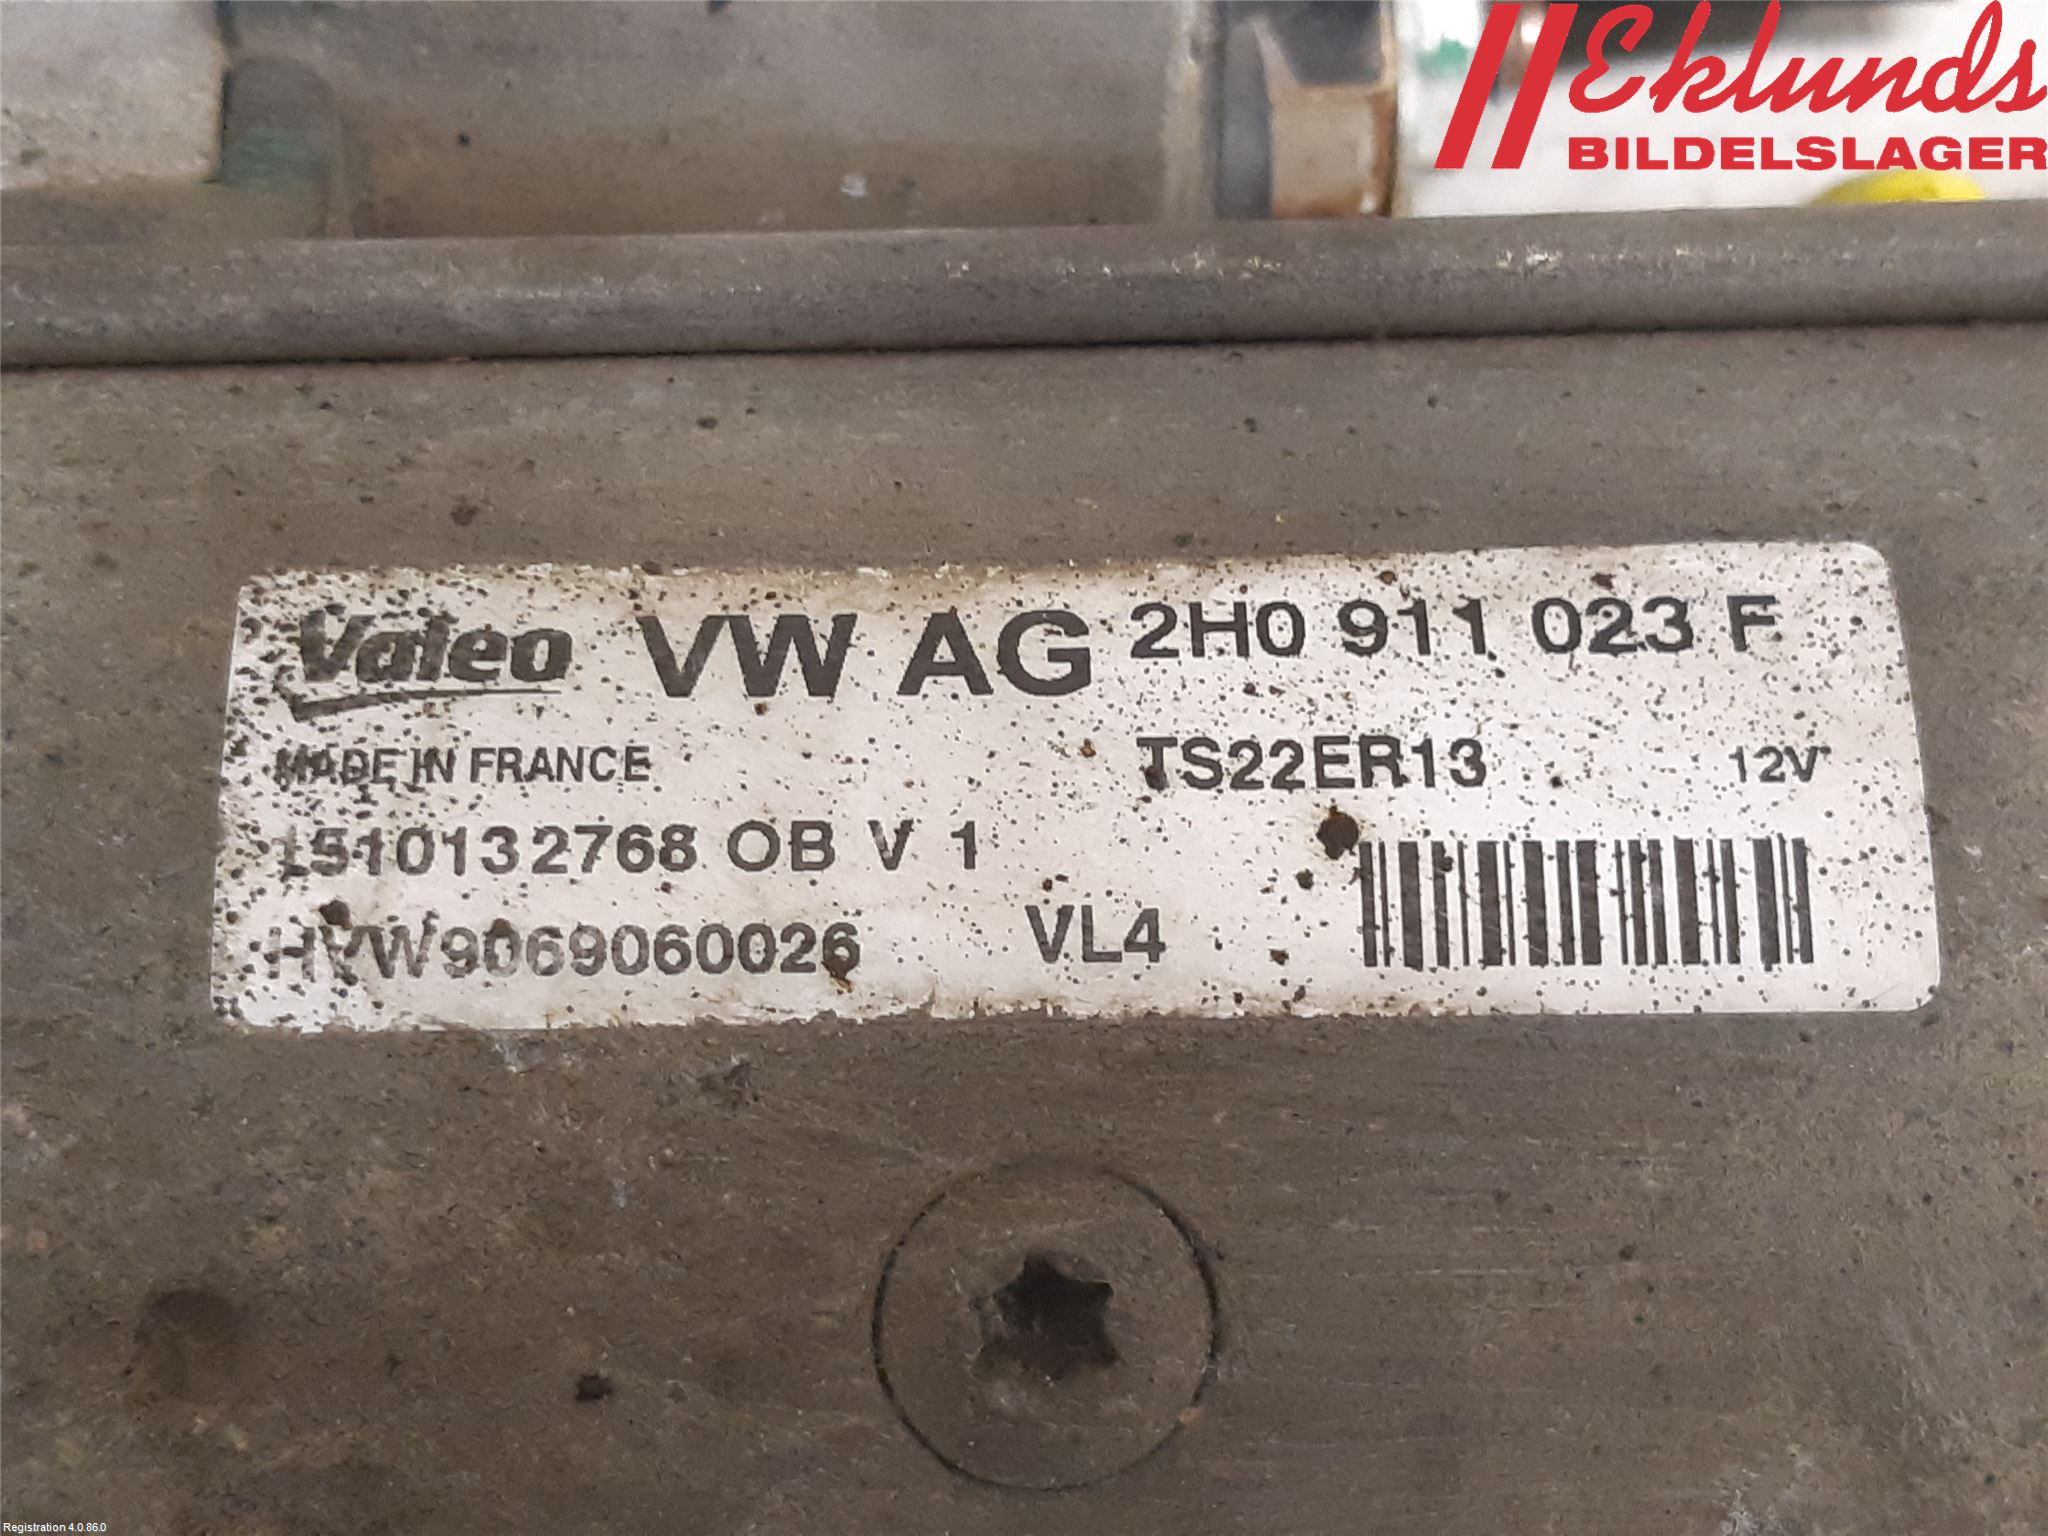 Eklunds
BILDELSLAGER
Valeo VW AG 2H0 911 023 F
MADE IN FRANCE TS22ER13 12V
1510132768 OB V 1
HVW9069060026 VL4
Registration 4.0.86.0